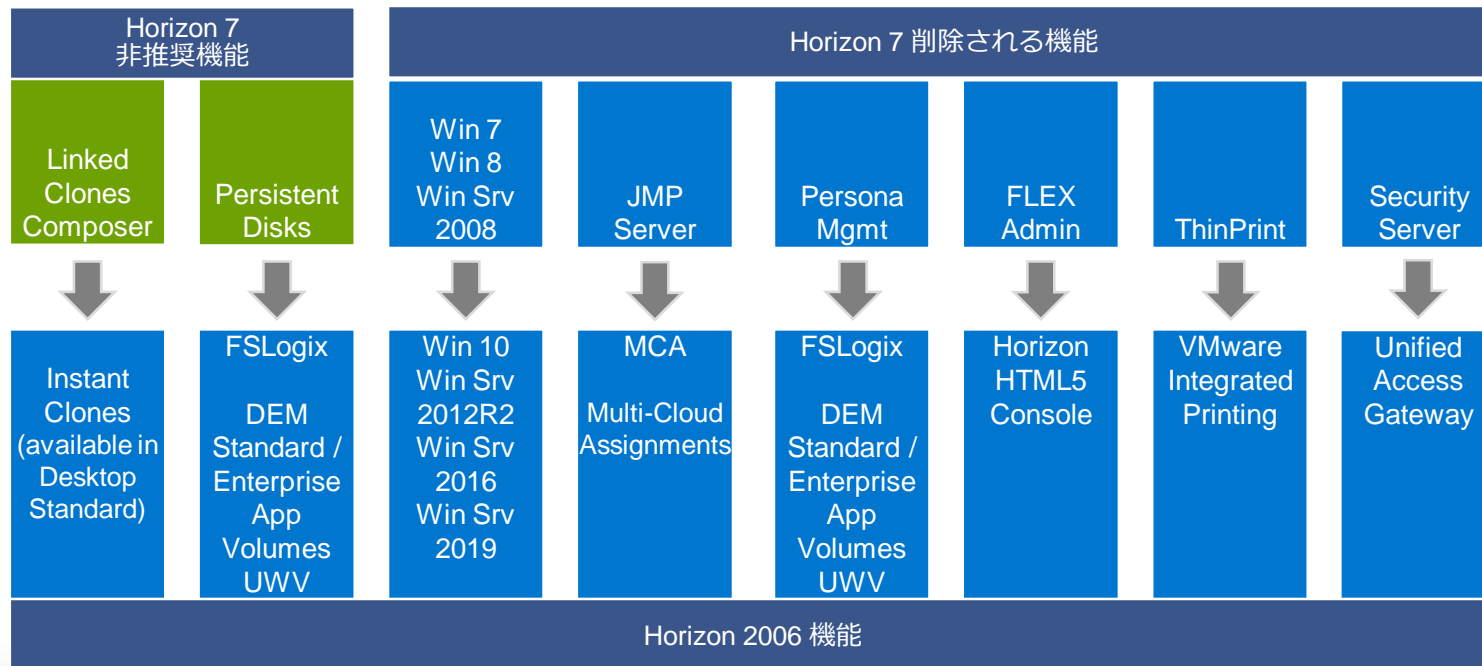 Horizon 7
非推奨機能
Horizon 7 削除される機能
Linked
Clones
Composer
Persistent
Disks
Win 7
Win 8
Win Srv
2008
JMP
Server
Persona
Mgmt
FLEX
Admin
ThinPrint
Security
Server
Instant
Clones
(available in
Desktop
Standard)
FSLogix
DEM
Standard /
Enterprise
App
Volumes
UWV
Win 10
Win Srv
2012R2
Win Srv
2016
Win Srv
2019
MCA
Multi-Cloud
Assignments
FSLogix
DEM
Standard /
Enterprise
App
Volumes
UWV
Horizon
HTML5
Console
VMware
Integrated
Printing
Unified
Access
Gateway
Horizon 2006 機能